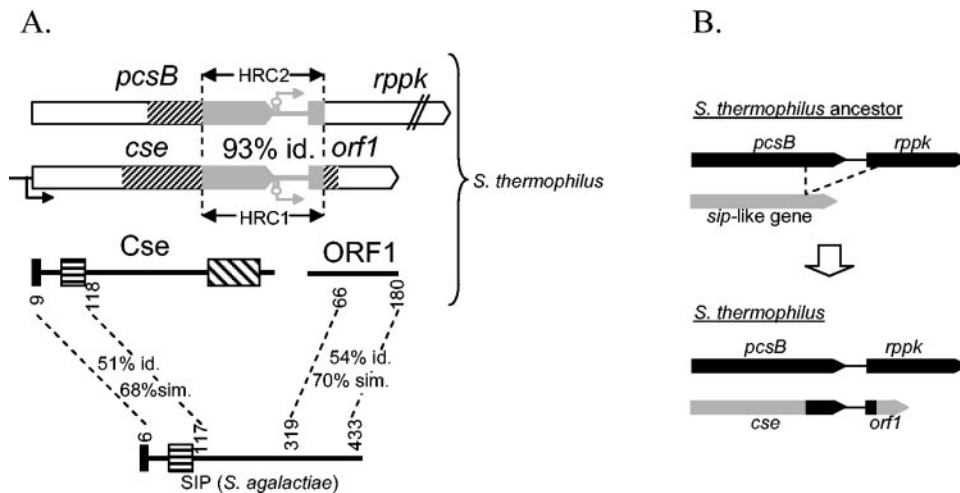 A.
pcsB HRC2 rppk
cse 93% id. orf1
HRC1
S. thermophilus
Cse ORF1
9 118 66 180
51% id.
68%sim.
54% id.
70% sim.
6 117 319 433
SIP (S. agalactiae)
B.
S. thermophilus ancestor
pcsB rppk
sip-like gene
S. thermophilus
pcsB rppk
cse orf1